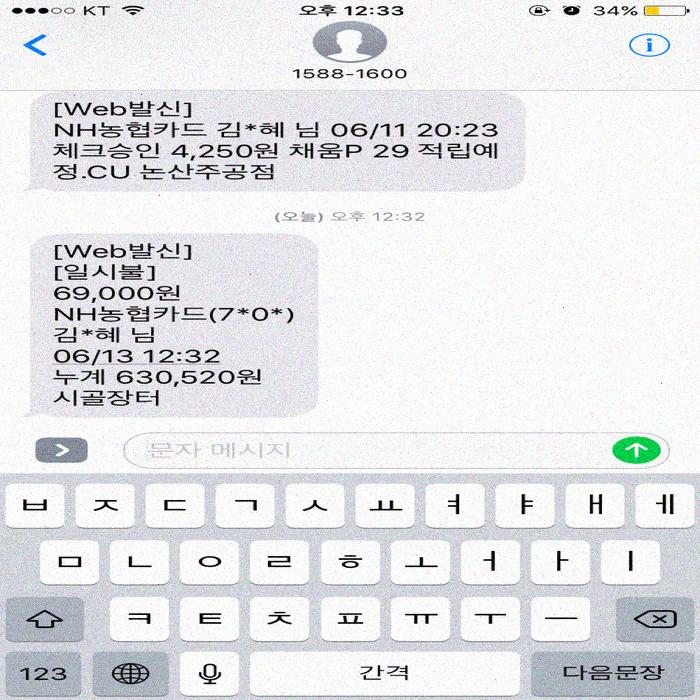 KT 오후 12:33 34%
1588-1600
[Web발신]
NH농협카드 김*혜 님 06/11 20:23
체크승인 4,250원 채움P 29 적립예
정.CU 논산주공점
(오늘) 오후 12:32
[Web발신]
[일시불]
69,000원
NH농협카드(7*0*)
김*혜 님
06/13 12:32
누계 630,520원
시골장터
문자 메시지
ㅂ ㅈ ㄷ ㄱ ㅅ ㅛ ㅕ ㅑ ㅐ ㅔ
ㅁ ㄴ ㅇ ㄹ ㅎ ㅗ ㅓ ㅏ ㅣ
ㅋ ㅌ ㅊ ㅍ ㅠ ㅜ ㅡ
123 간격 다음문장